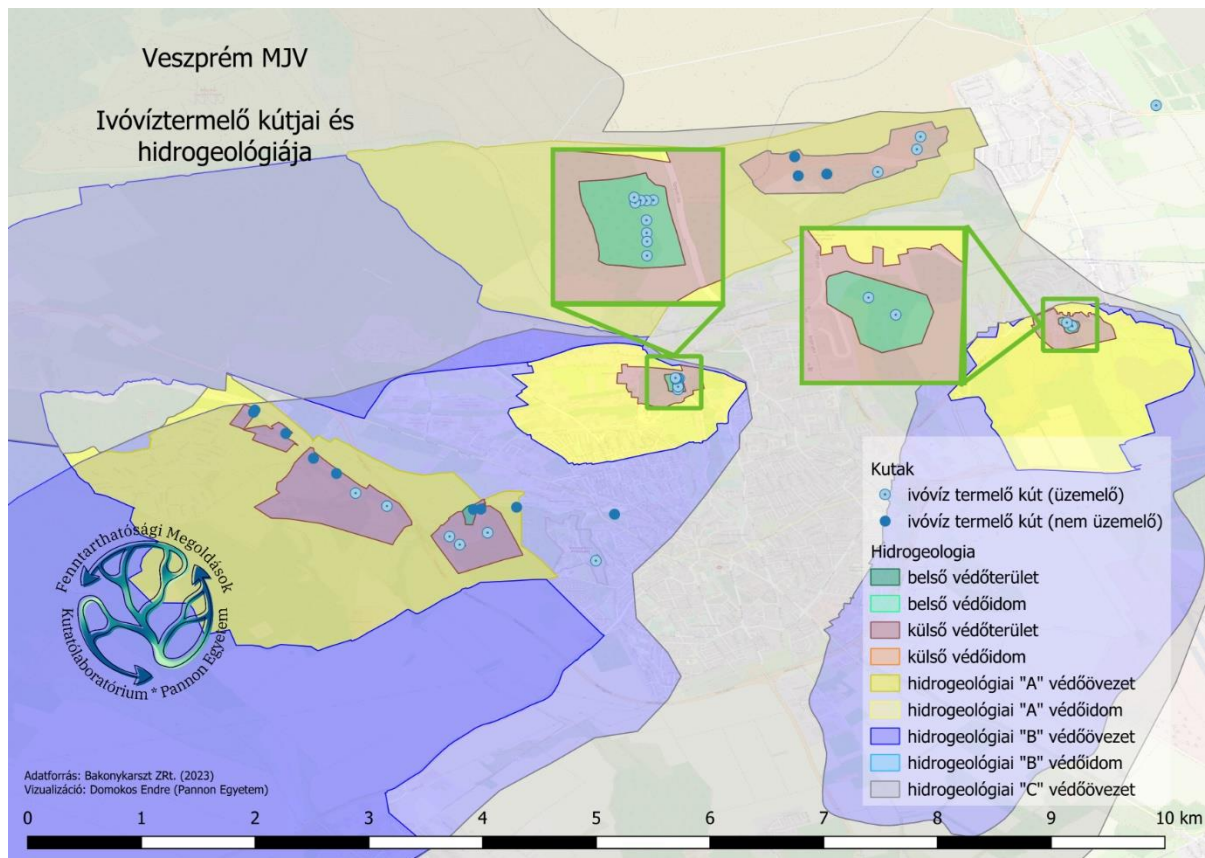 Veszprém MJV
Ivóvíztermelő kútjai és
hidrogeológiája
Kutak
ivóvíz termelő kút (üzemelő)
ivóvíz termelő kút (nem üzemelő)
Hidrogeologia
belső védőterület
belső védőidom
külső védőterület
külső védőidom
hidrogeológiai "A" védőövezet
hidrogeológiai "A" védőidom
hidrogeológiai "B" védőövezet
hidrogeológiai "B" védőidom
hidrogeológiai "C" védőövezet
Fenntarthatósági Megoldások
Kutatólaboratórium * Pannon Egyetem
Adatforrás: Bakonykarszt ZRt. (2023)
Vizualizáció: Domokos Endre (Pannon Egyetem)
0 1 2 3 4 5 6 7 8 9 10 km